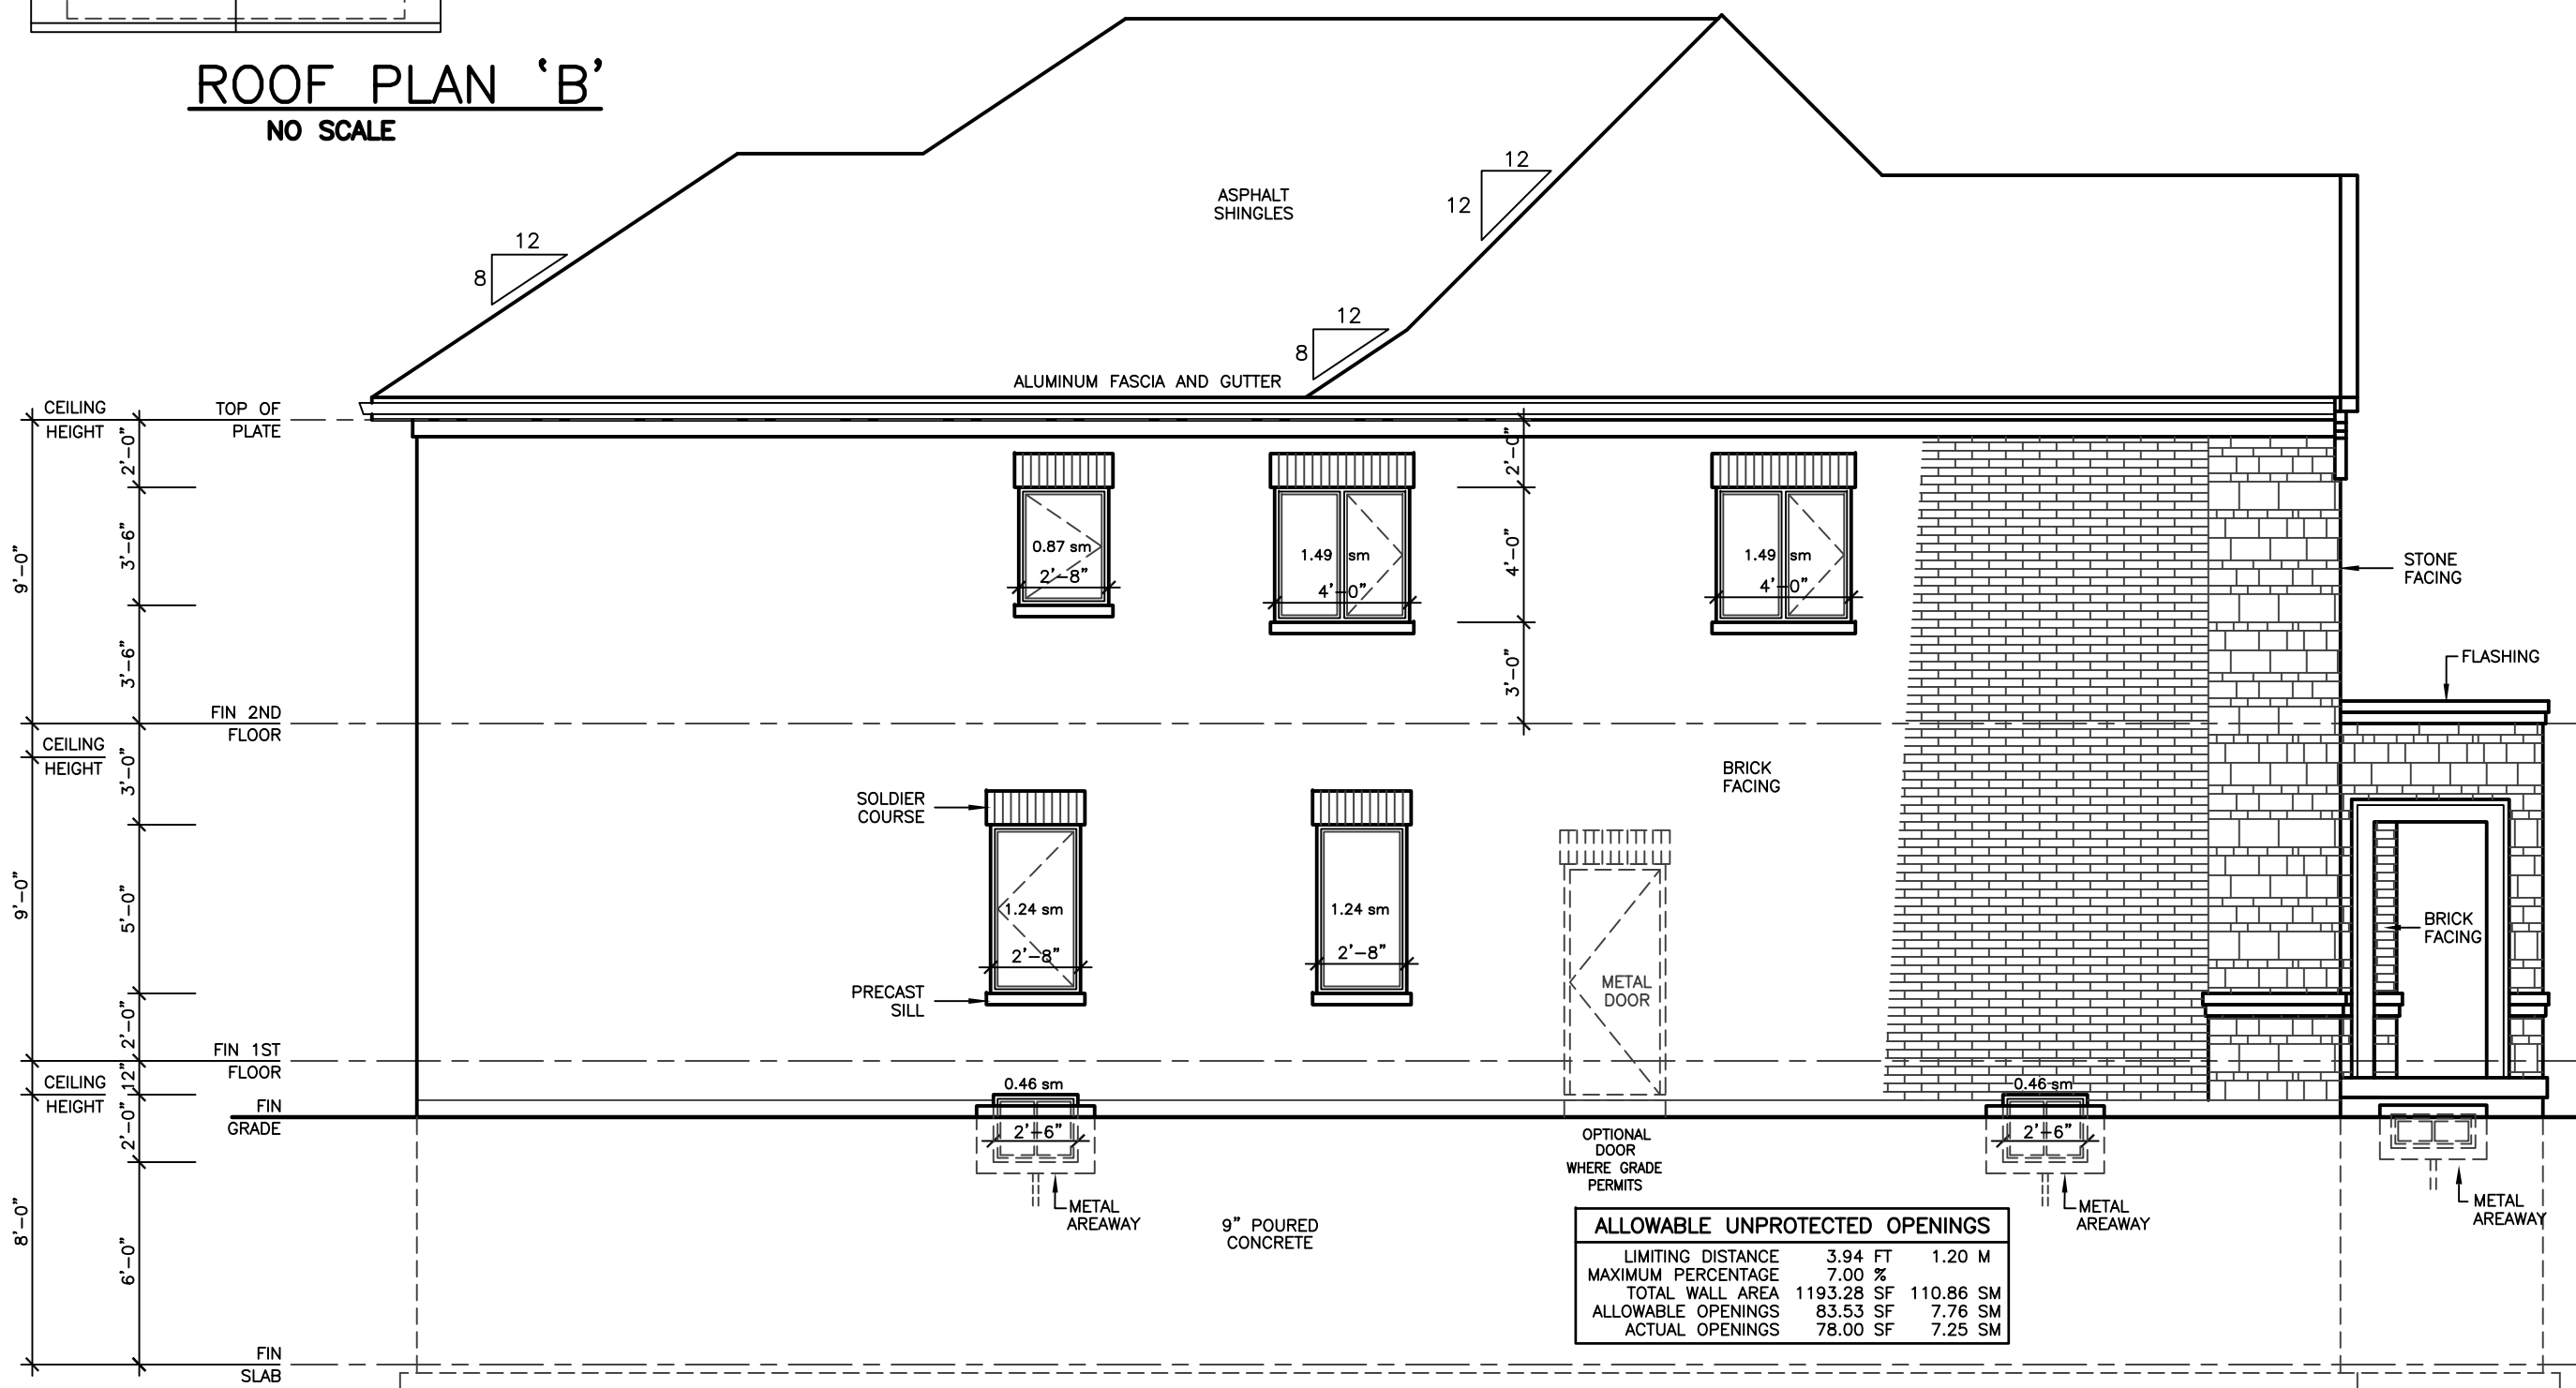 ROOF PLAN ‘B’
NO SCALE
12
8
ASPHALT
SHINGLES
12
12
12
8
ALUMINUM FASCIA AND GUTTER
CEILING
HEIGHT
TOP OF
PLATE
2'-0"
3'-6"
9'-0"
3'-6"
2'-0"
4'-0"
3'-0"
0.87 sm
2'-8"
1.49 sm
4'-0"
1.49 sm
4'-0"
STONE
FACING
FLASHING
FIN 2ND
FLOOR
CEILING
HEIGHT
3'-0"
9'-0"
5'-0"
2'-0"
SOLDIER
COURSE
BRICK
FACING
1.24 sm
2'-8"
1.24 sm
2'-8"
PRECAST
SILL
METAL
DOOR
BRICK
FACING
FIN 1ST
FLOOR
CEILING
HEIGHT
12"
FIN
GRADE
2'-0"
8'-0"
6'-0"
0.46 sm
2'-6"
0.46 sm
2'-6"
OPTIONAL
DOOR
WHERE GRADE
PERMITS
METAL
AREAWAY
METAL
AREAWAY
METAL
AREAWAY
9" POURED
CONCRETE
ALLOWABLE UNPROTECTED OPENINGS
LIMITING DISTANCE 3.94 FT 1.20 M
MAXIMUM PERCENTAGE 7.00 %
TOTAL WALL AREA 1193.28 SF 110.86 SM
ALLOWABLE OPENINGS 83.53 SF 7.76 SM
ACTUAL OPENINGS 78.00 SF 7.25 SM
FIN
SLAB